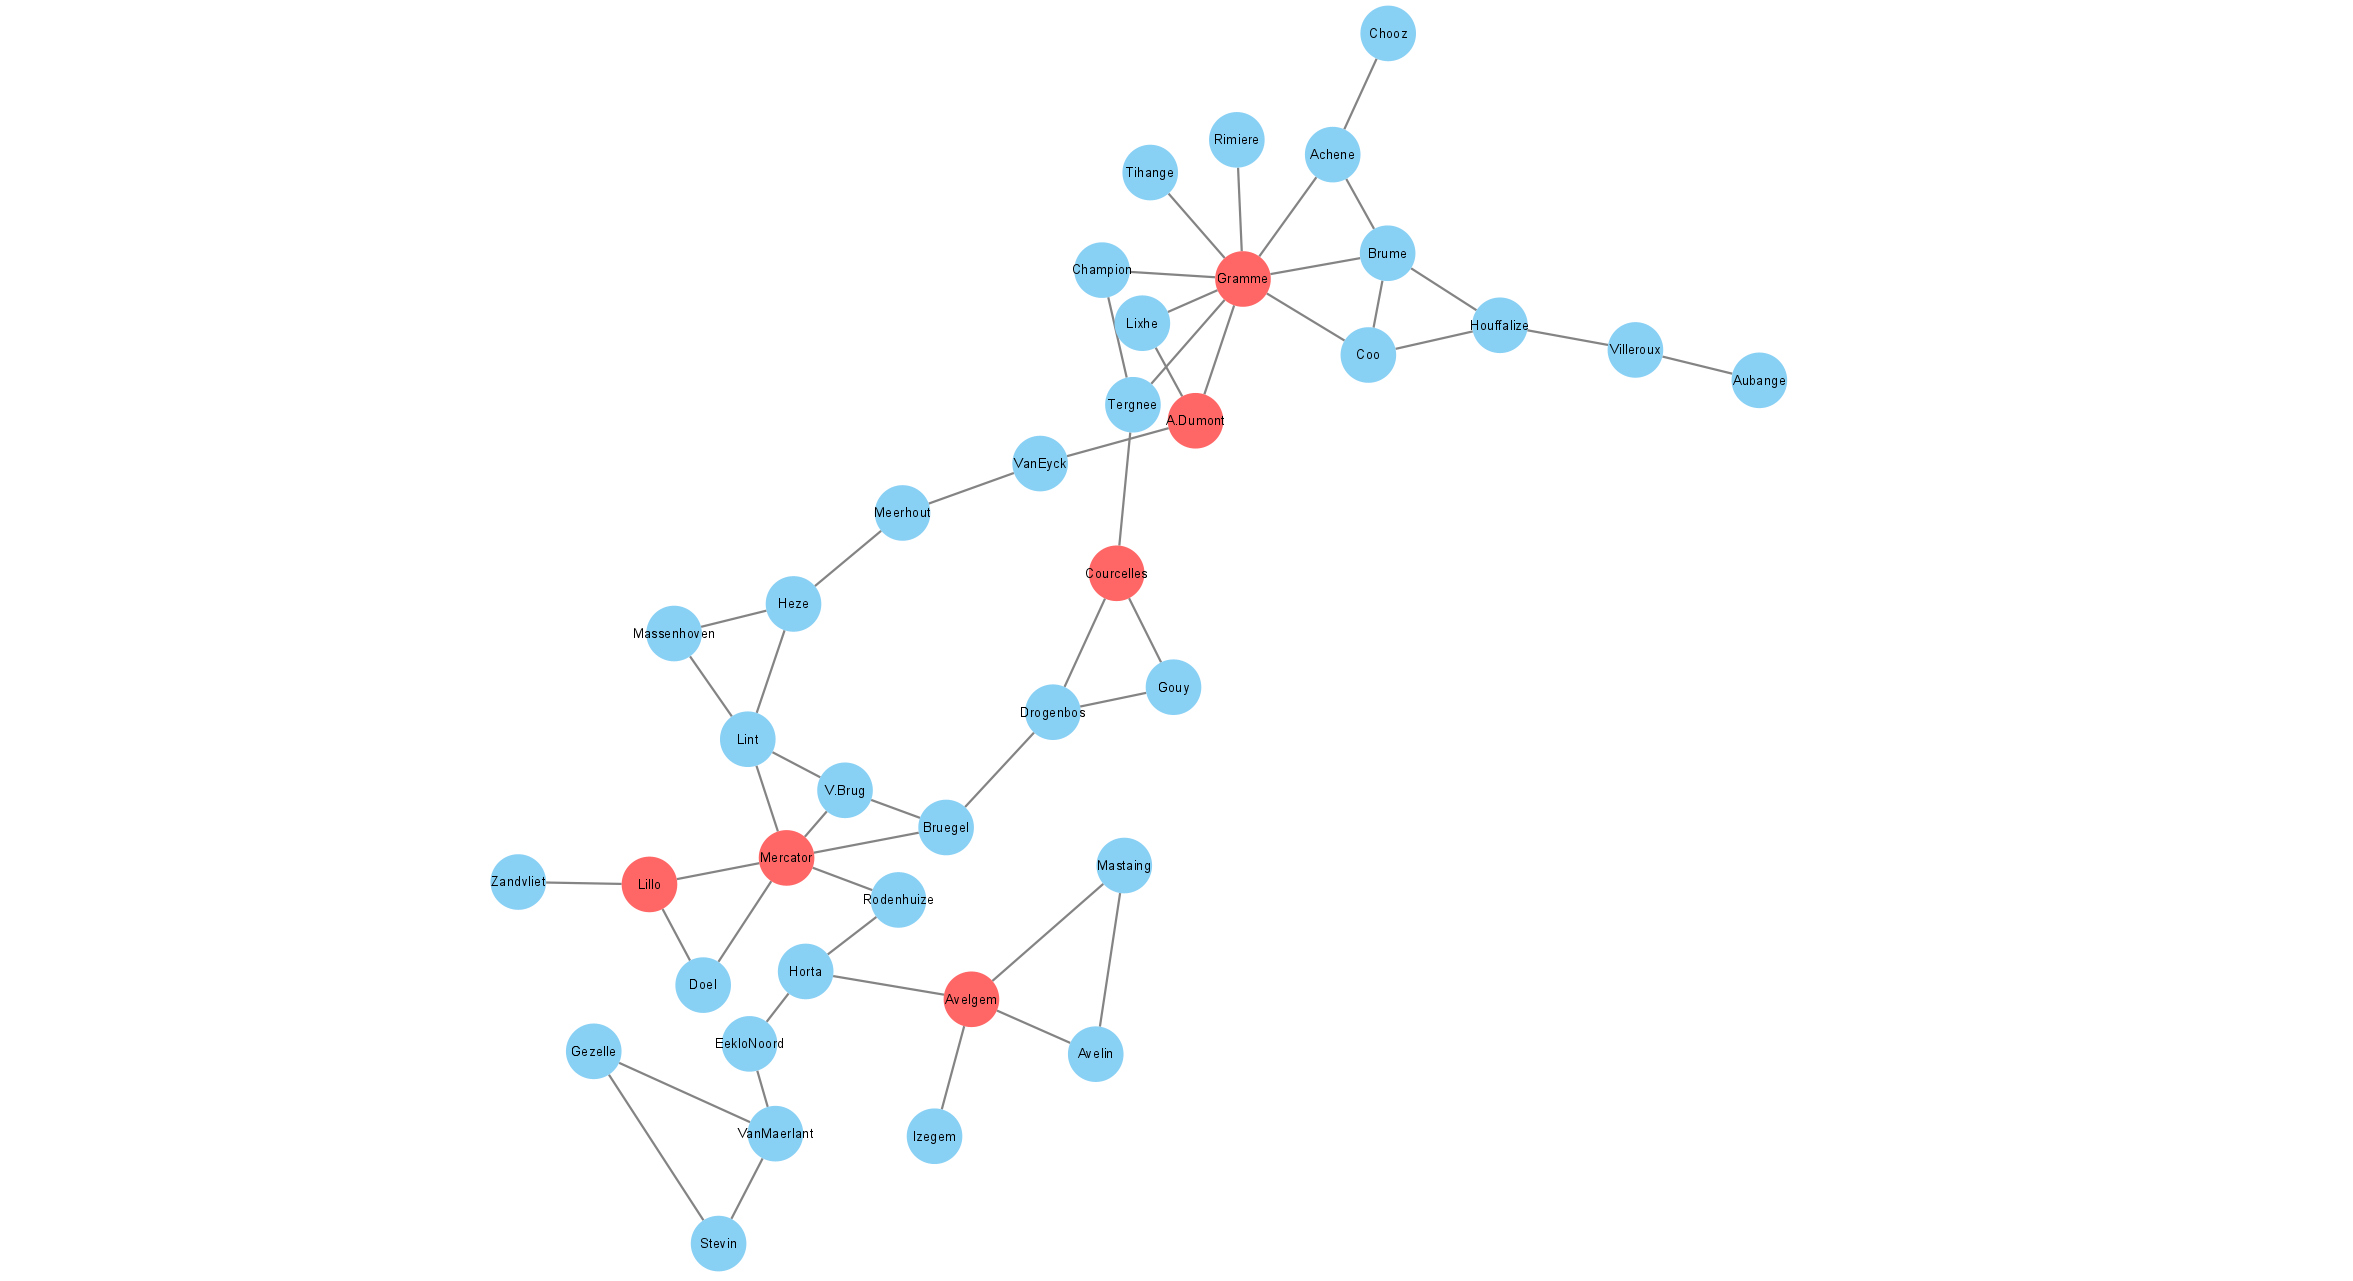 Chooz
Rimiere
Achene
Tihange
Brume
Champion
Gramme
Lixhe
Houffalize
Coo
Villeroux
Aubange
Tergnee
A.Dumont
VanEyck
Meerhout
Courcelles
Heze
Massenhoven
Gouy
Drogenbos
Lint
V.Brug
Bruegel
Mercator
Mastaing
Zandvliet
Lillo
Rodenhuize
Horta
Doel
Avelgem
EekloNoord
Gezelle
Avelin
VanMaerlant
Izegem
Stevin